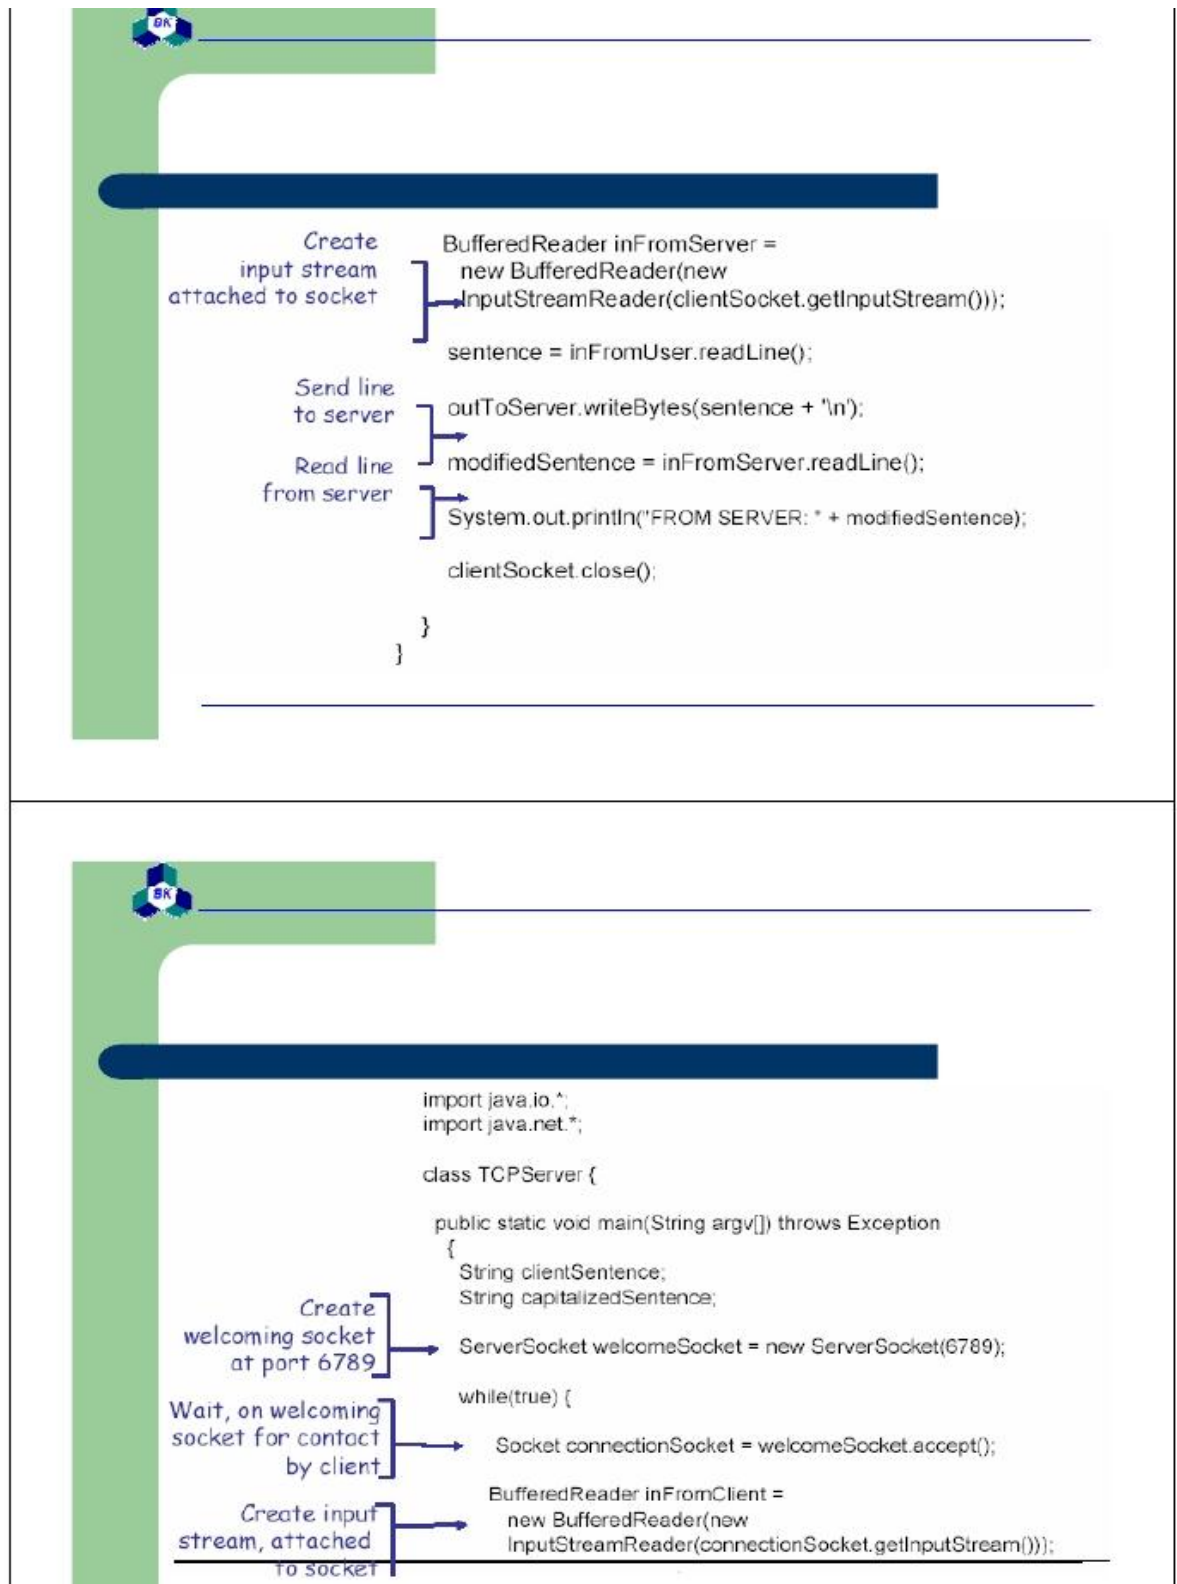 BK
Create
input stream
attached to socket
BufferedReader inFromServer =
new BufferedReader(new
InputStreamReader(clientSocket.getInputStream()));
sentence = inFromUser.readLine();
Send line
to server
outToServer.writeBytes(sentence + '\n');
Read line
from server
modifiedSentence = inFromServer.readLine();
System.out.println("FROM SERVER: " + modifiedSentence);
clientSocket.close();
}
}
BK
import java.io.*;
import java.net.*;
class TCPServer {
public static void main(String argv[]) throws Exception
{
String clientSentence;
String capitalizedSentence;
Create
welcoming socket
at port 6789
ServerSocket welcomeSocket = new ServerSocket(6789);
while(true) {
Wait, on welcoming
socket for contact
by client
Socket connectionSocket = welcomeSocket.accept();
Create input
stream, attached
to socket
BufferedReader inFromClient =
new BufferedReader(new
InputStreamReader(connectionSocket.getInputStream()));